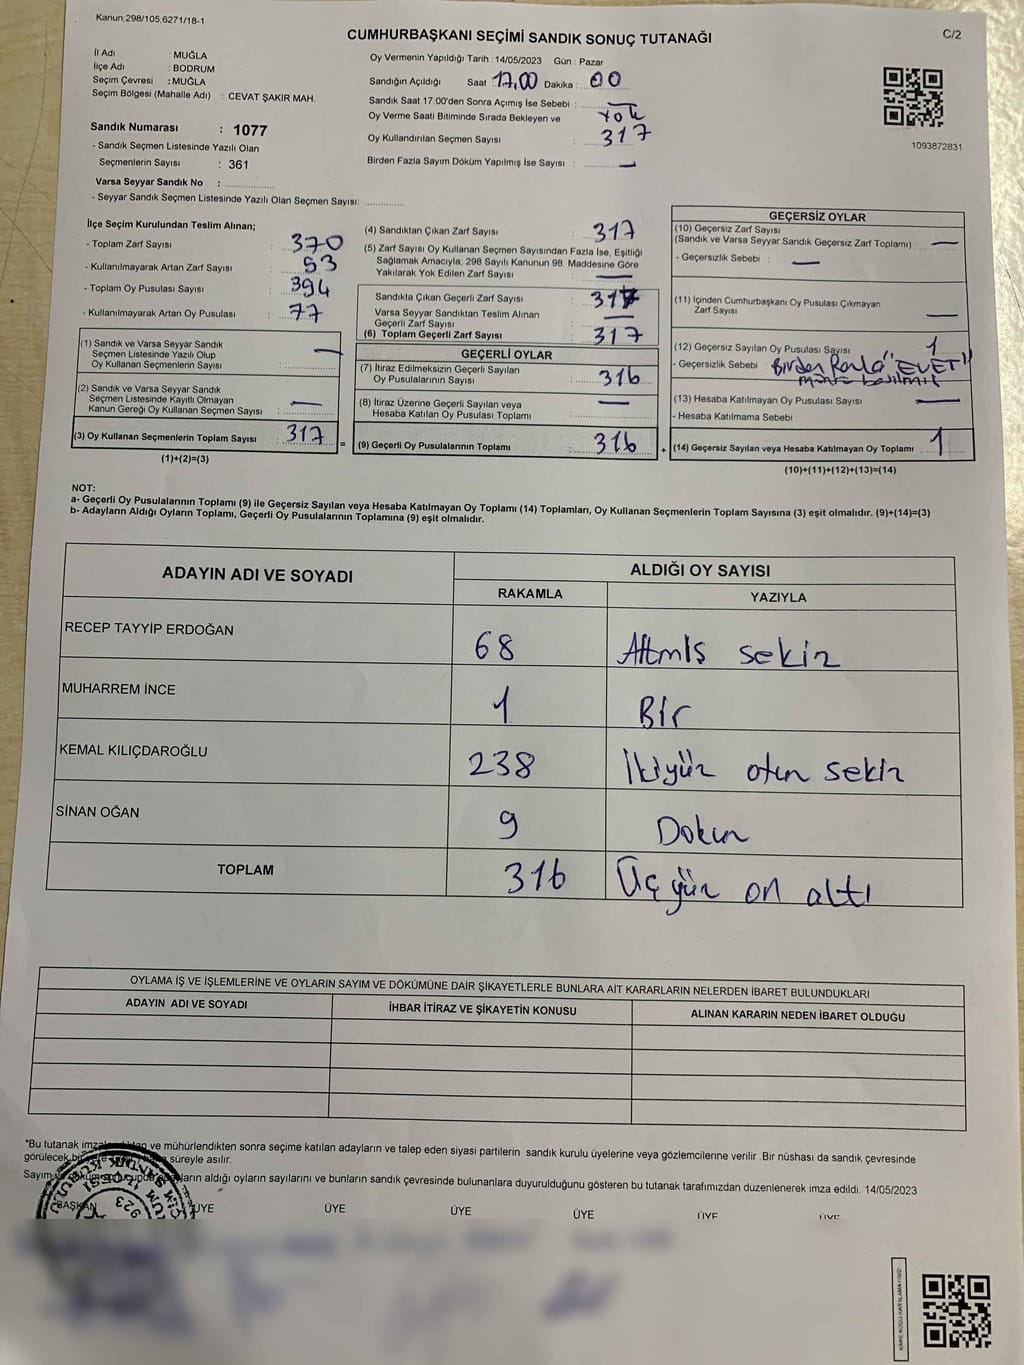 Kanun;298/105,6271/18-1
C/2
CUMHURBAŞKANI SEÇİMİ SANDIK SONUÇ TUTANAĞI
İl Adı : MUĞLA
İlçe Adı : BODRUM
Seçim Çevresi : MUĞLA
Seçim Bölgesi (Mahalle Adı) : CEVAT ŞAKİR MAH.
Sandık Numarası : 1077
- Sandık Seçmen Listesinde Yazılı Olan
Seçmenlerin Sayısı : 361
Varsa Seyyar Sandık No :
- Seyyar Sandık Seçmen Listesinde Yazılı Olan Seçmen Sayısı:
Oy Vermenin Yapıldığı Tarih : 14/05/2023 Gün : Pazar
Sandığın Açıldığı Saat : 17,00 Dakika : 00
Sandık Saat 17:00'den Sonra Açımış İse Sebebi : —
Oy Verme Saati Bitiminde Sırada Bekleyen ve Yok
Oy Kullandırılan Seçmen Sayısı : 317
Birden Fazla Sayım Döküm Yapılmış İse Sayısı : —
1093872831
İlçe Seçim Kurulundan Teslim Alınan;
- Toplam Zarf Sayısı : 370
- Kullanılmayarak Artan Zarf Sayısı : 53
- Toplam Oy Pusulası Sayısı : 394
- Kullanılmayarak Artan Oy Pusulası : 77
(1) Sandık ve Varsa Seyyar Sandık
Seçmen Listesinde Yazılı Olup
Oy Kullanan Seçmenlerin Sayısı : —
(2) Sandık ve Varsa Seyyar Sandık
Seçmen Listesinde Kayıtlı Olmayan
Kanun Gereği Oy Kullanan Seçmen Sayısı : —
(3) Oy Kullanan Seçmenlerin Toplam Sayısı : 317
(1)+(2)=(3)
=
(4) Sandıktan Çıkan Zarf Sayısı : 317
(5) Zarf Sayısı Oy Kullanan Seçmen Sayısından Fazla İse, Eşitliği
Sağlamak Amacıyla, 298 Sayılı Kanunun 98. Maddesine Göre
Yakılarak Yok Edilen Zarf Sayısı : —
Sandıkta Çıkan Geçerli Zarf Sayısı : 317
Varsa Seyyar Sandıktan Teslim Alınan
Geçerli Zarf Sayısı : —
(6) Toplam Geçerli Zarf Sayısı : 317
GEÇERLİ OYLAR
(7) İtiraz Edilmeksizin Geçerli Sayılan
Oy Pusulalarının Sayısı : 316
(8) İtiraz Üzerine Geçerli Sayılan veya
Hesaba Katılan Oy Pusulası Toplamı : —
(9) Geçerli Oy Pusulalarının Toplamı : 316
+
GEÇERSİZ OYLAR
(10) Geçersiz Zarf Sayısı
(Sandık ve Varsa Seyyar Sandık Geçersiz Zarf Toplamı) : —
- Geçersizlik Sebebi : —
(11) İçinden Cumhurbaşkanı Oy Pusulası Çıkmayan
Zarf Sayısı : —
(12) Geçersiz Sayılan Oy Pusulası Sayısı : 1
- Geçersizlik Sebebi : Birden Fazla "EVET"
mührü basılmış
(13) Hesaba Katılmayan Oy Pusulası Sayısı : —
- Hesaba Katılmama Sebebi :
(14) Geçersiz Sayılan veya Hesaba Katılmayan Oy Toplamı : 1
(10)+(11)+(12)+(13)=(14)
NOT:
a- Geçerli Oy Pusulalarının Toplamı (9) ile Geçersiz Sayılan veya Hesaba Katılmayan Oy Toplamı (14) Toplamları, Oy Kullanan Seçmenlerin Toplam Sayısına (3) eşit olmalıdır. (9)+(14)=(3)
b- Adayların Aldığı Oyların Toplamı, Geçerli Oy Pusulalarının Toplamına (9) eşit olmalıdır.
ADAYIN ADI VE SOYADI ALDIĞI OY SAYISI
RAKAMLA YAZIYLA
RECEP TAYYİP ERDOĞAN 68 Altmış sekiz
MUHARREM İNCE 1 Bir
KEMAL KILIÇDAROĞLU 238 İkiyüz otuz sekiz
SİNAN OĞAN 9 Dokuz
TOPLAM 316 Üç yüz on altı
OYLAMA İŞ VE İŞLEMLERİNE VE OYLARIN SAYIM VE DÖKÜMÜNE DAİR ŞİKAYETLERLE BUNLARA AİT KARARLARIN NELERDEN İBARET BULUNDUKLARI
ADAYIN ADI VE SOYADI İHBAR İTİRAZ VE ŞİKAYETİN KONUSU ALINAN KARARIN NEDEN İBARET OLDUĞU
*Bu tutanak ve mühürlendikten sonra seçime katılan adayların ve talep eden siyasi partilerin sandık kurulu üyelerine veya gözlemcilerine verilir .Bir nüshası da sandık çevresinde
görülecek bir süreyle asılır.
Sayım aldığı oyların sayılarını ve bunların sandık çevresinde bulunanlara duyurulduğunu gösteren bu tutanak tarafımızdan düzenlenerek imza edildi. 14/05/2023
BAŞKAN ÜYE ÜYE ÜYE ÜYE ÜYE ÜYE